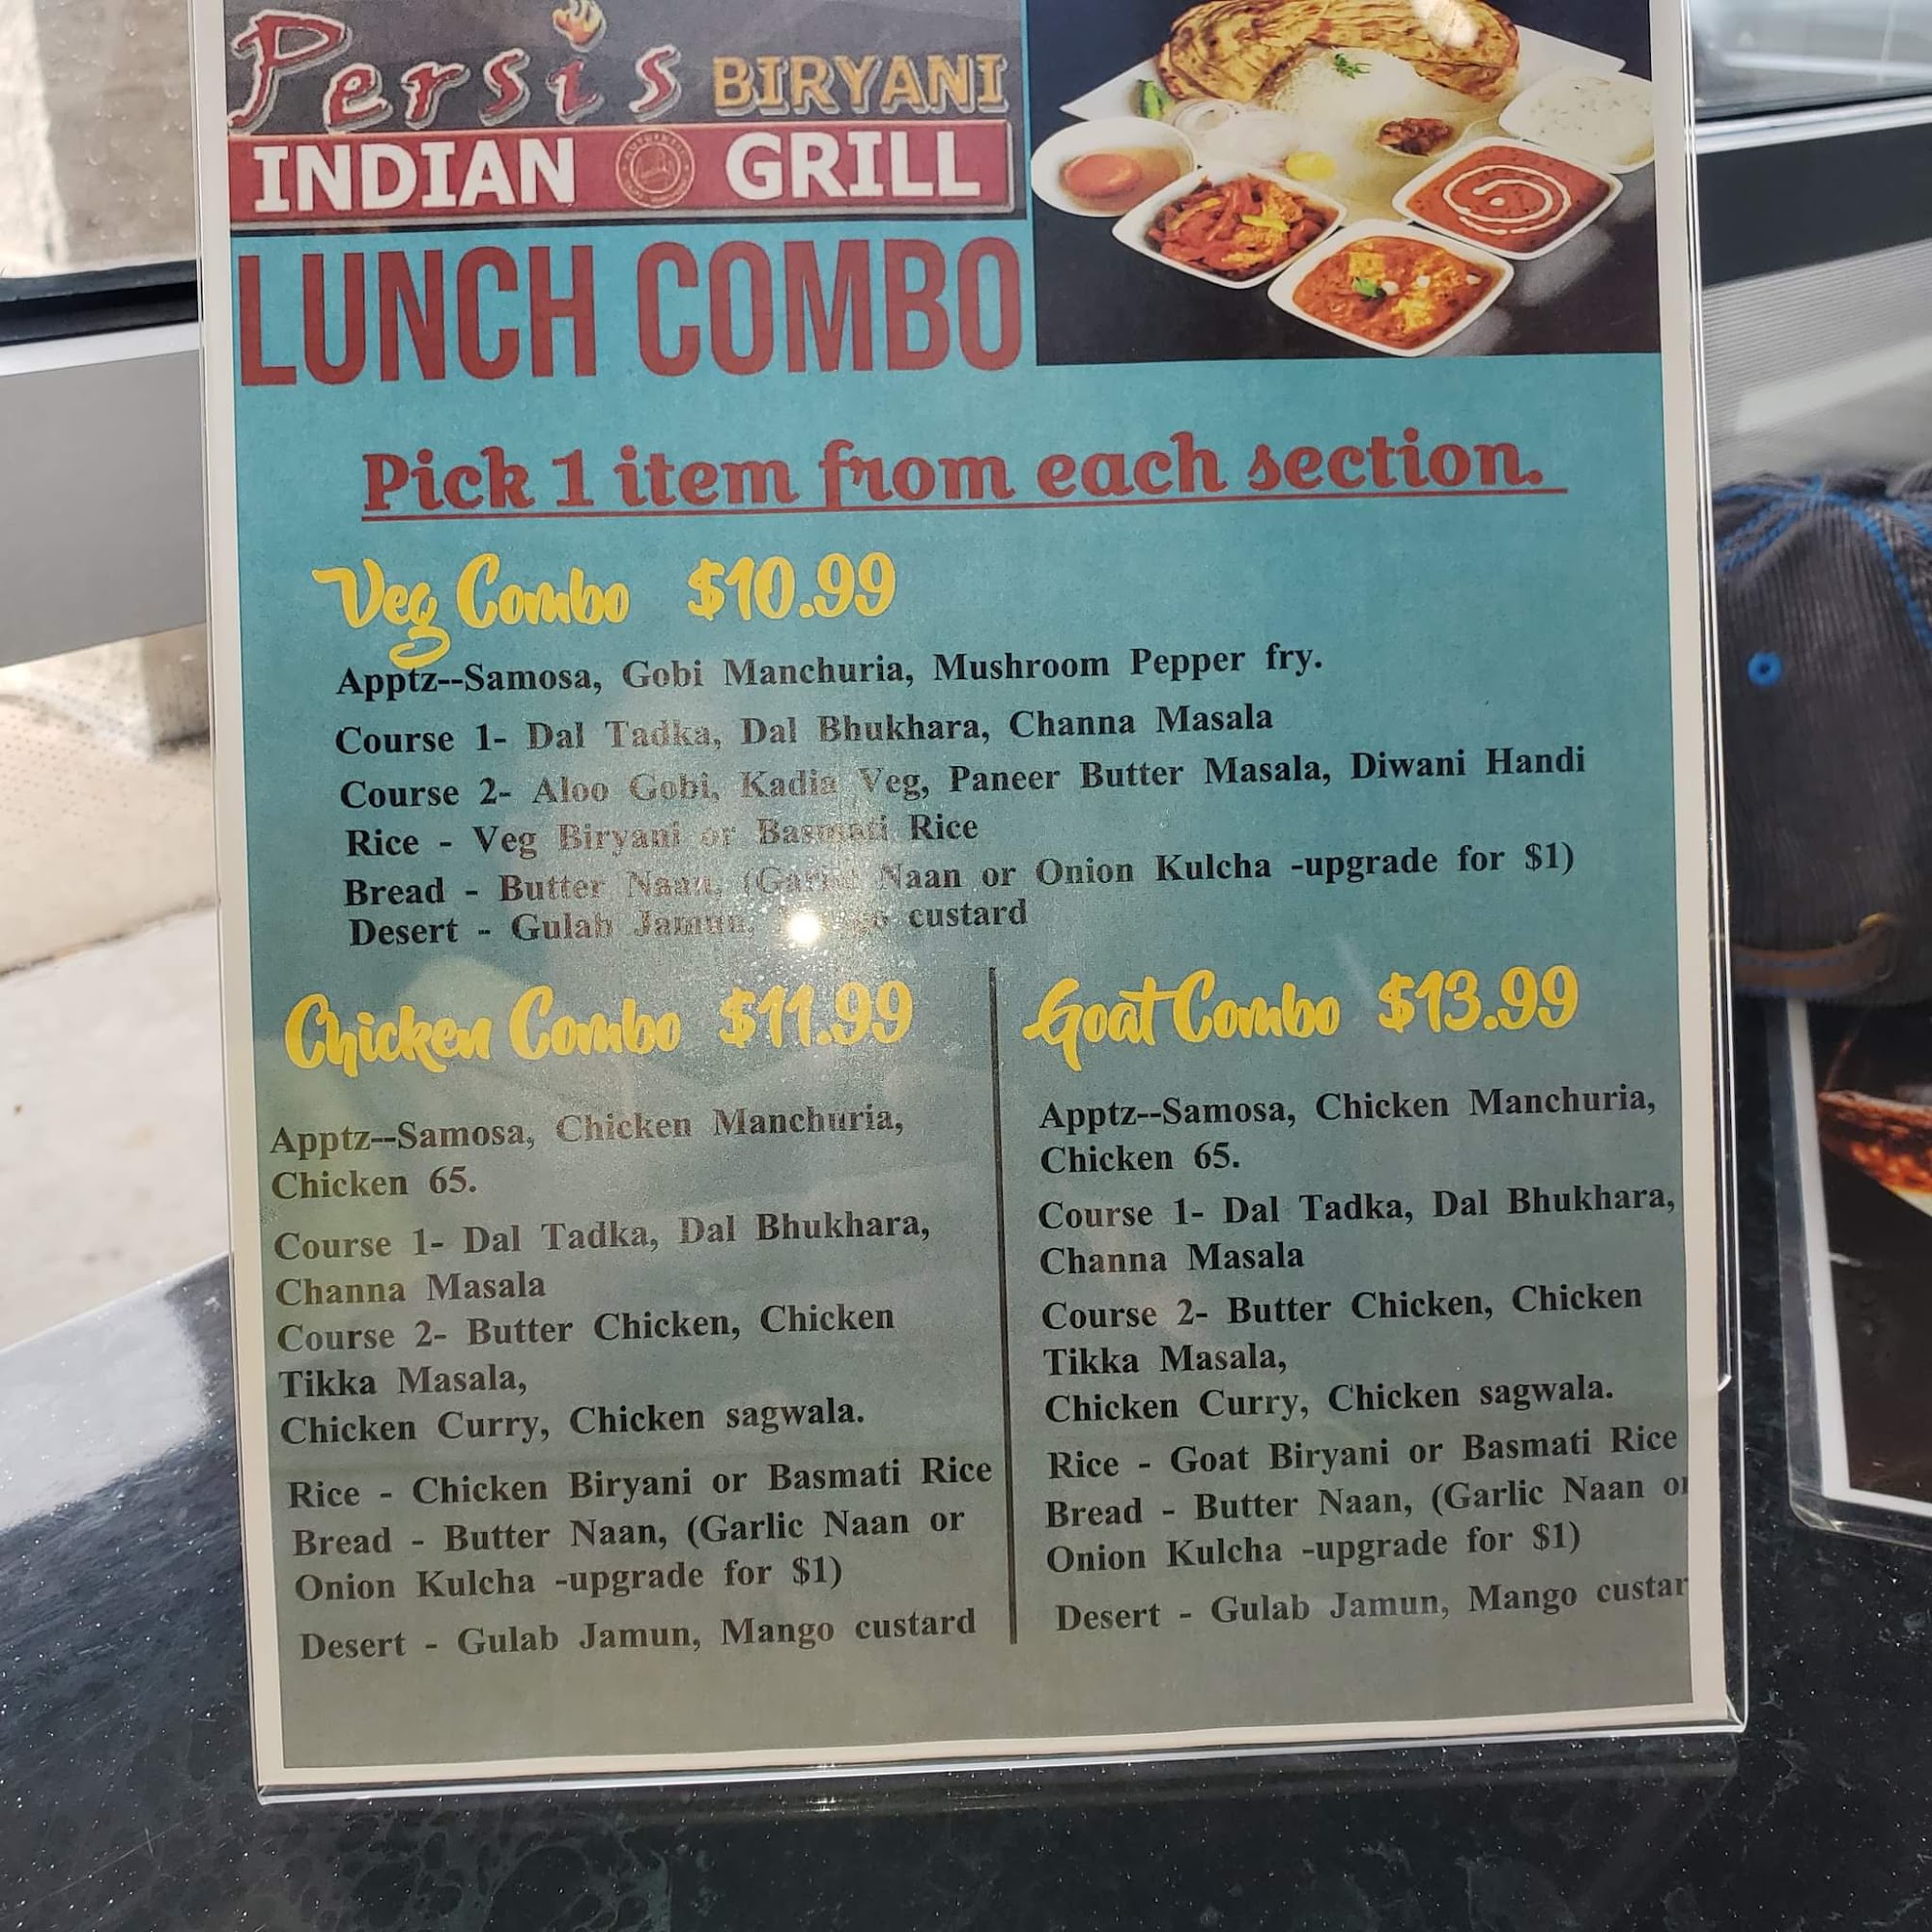 Persis BIRYANI
INDIAN GRILL
LUNCH COMBO
Pick 1 item from each section.
Veg Combo $10.99
Apptz--Samosa, Gobi Manchuria, Mushroom Pepper fry.
Course 1- Dal Tadka, Dal Bhukhara, Channa Masala
Course 2- Aloo Gobi, Kadia Veg, Paneer Butter Masala, Diwani Handi
Rice - Veg Biryani or Basmati Rice
Bread - Butter Naan, (Garlic Naan or Onion Kulcha -upgrade for $1)
Desert - Gulab Jamun, custard
Chicken Combo $11.99
Apptz--Samosa, Chicken Manchuria,
Chicken 65.
Course 1- Dal Tadka, Dal Bhukhara,
Channa Masala
Course 2- Butter Chicken, Chicken
Tikka Masala,
Chicken Curry, Chicken sagwala.
Rice - Chicken Biryani or Basmati Rice
Bread - Butter Naan, (Garlic Naan or
Onion Kulcha -upgrade for $1)
Desert - Gulab Jamun, Mango custard
Goat Combo $13.99
Apptz--Samosa, Chicken Manchuria,
Chicken 65.
Course 1- Dal Tadka, Dal Bhukhara,
Channa Masala
Course 2- Butter Chicken, Chicken
Tikka Masala,
Chicken Curry, Chicken sagwala.
Rice - Goat Biryani or Basmati Rice
Bread - Butter Naan, (Garlic Naan or
Onion Kulcha -upgrade for $1)
Desert - Gulab Jamun, Mango custar